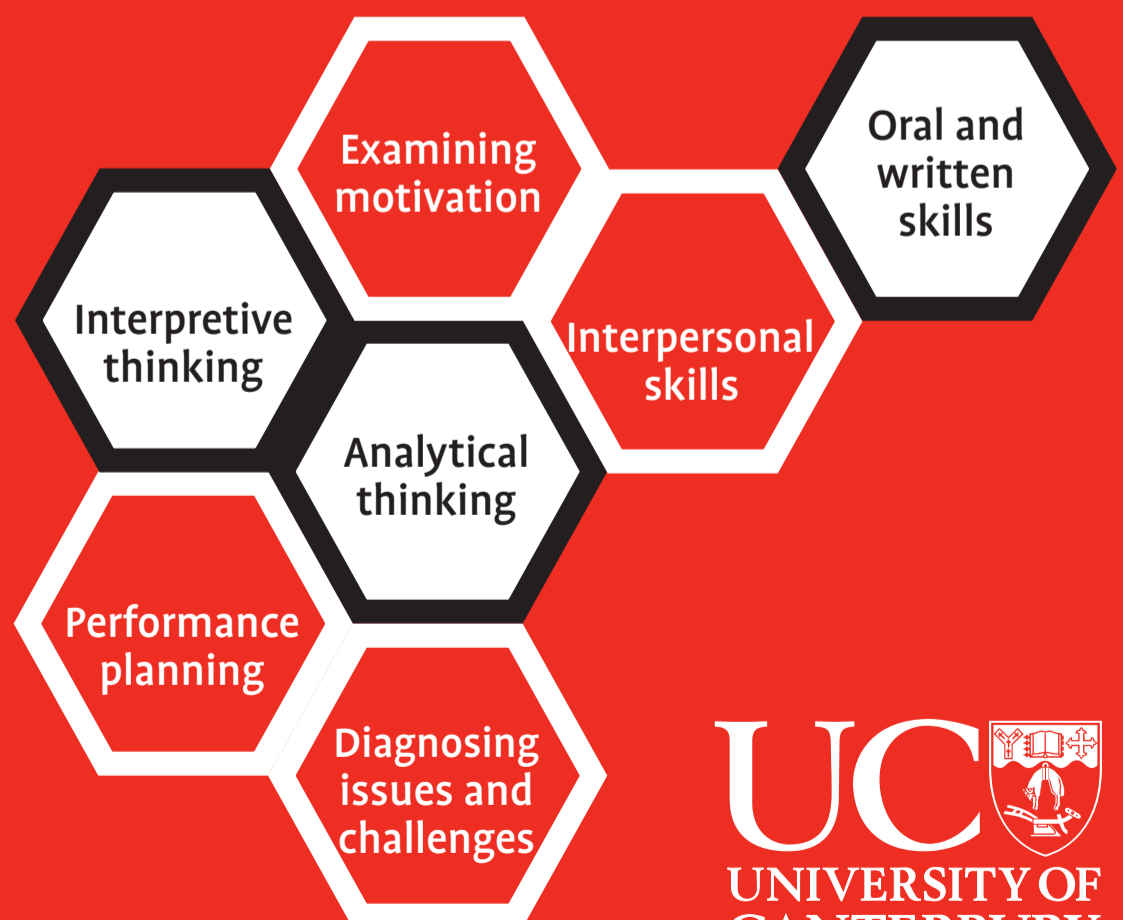 Examining
motivation
Oral and
written
skills
Interpretive
thinking
Interpersonal
skills
Analytical
thinking
Performance
planning
Diagnosing
issues and
challenges
UC
UNIVERSITY OF
CANTERBURY